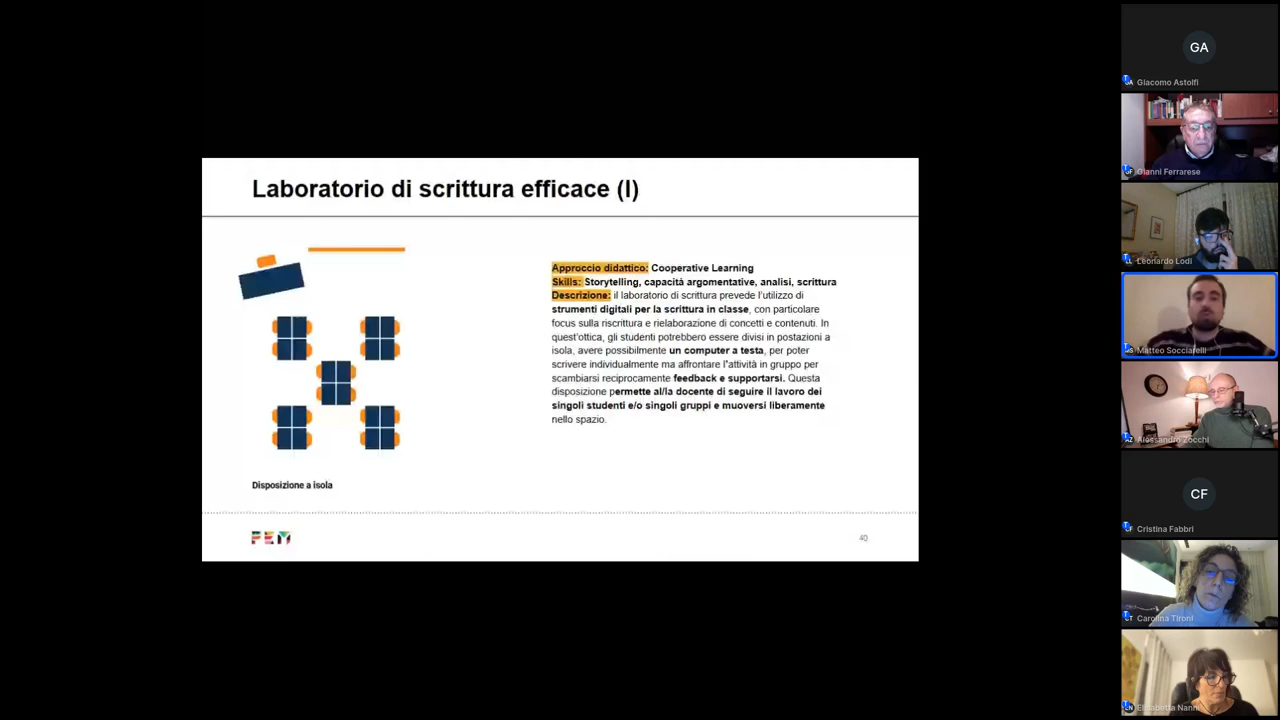 Laboratorio di scrittura efficace (I)
Approccio didattico: Cooperative Learning
Skills: Storytelling, capacità argomentative, analisi, scrittura
Descrizione: il laboratorio di scrittura prevede l'utilizzo di
strumenti digitali per la scrittura in classe, con particolare
focus sulla riscrittura e rielaborazione di concetti e contenuti. In
quest'ottica, gli studenti potrebbero essere divisi in postazioni a
isola, avere possibilmente un computer a testa, per poter
scrivere individualmente ma affrontare l'attività in gruppo per
scambiarsi reciprocamente feedback e supportarsi. Questa
disposizione permette al/la docente di seguire il lavoro dei
singoli studenti e/o singoli gruppi e muoversi liberamente
nello spazio.
Disposizione a isola
FEM
40
GA
Giacomo Astolfi
Gianni Ferrarese
Leonardo Lodi
Matteo Socciarelli
Alessandro Zocchi
CF
Cristina Fabbri
Carolina Tironi
Elisabetta Nanni